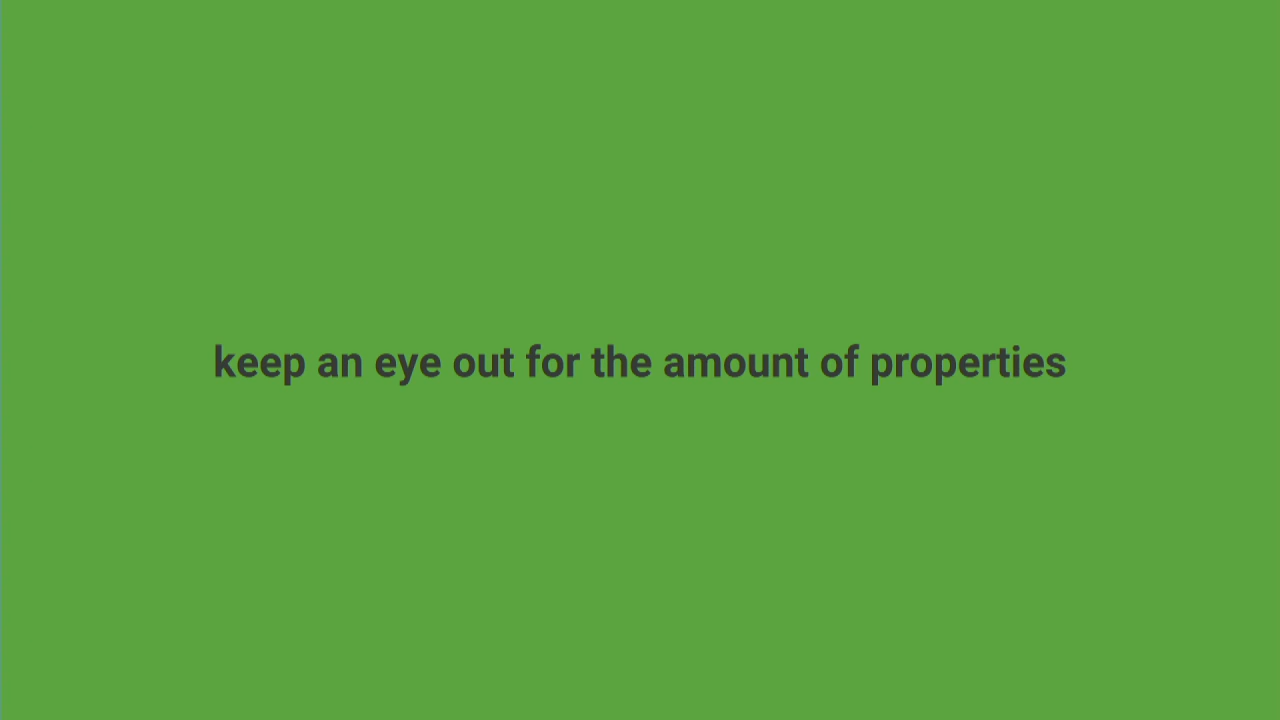 keep an eye out for the amount of properties